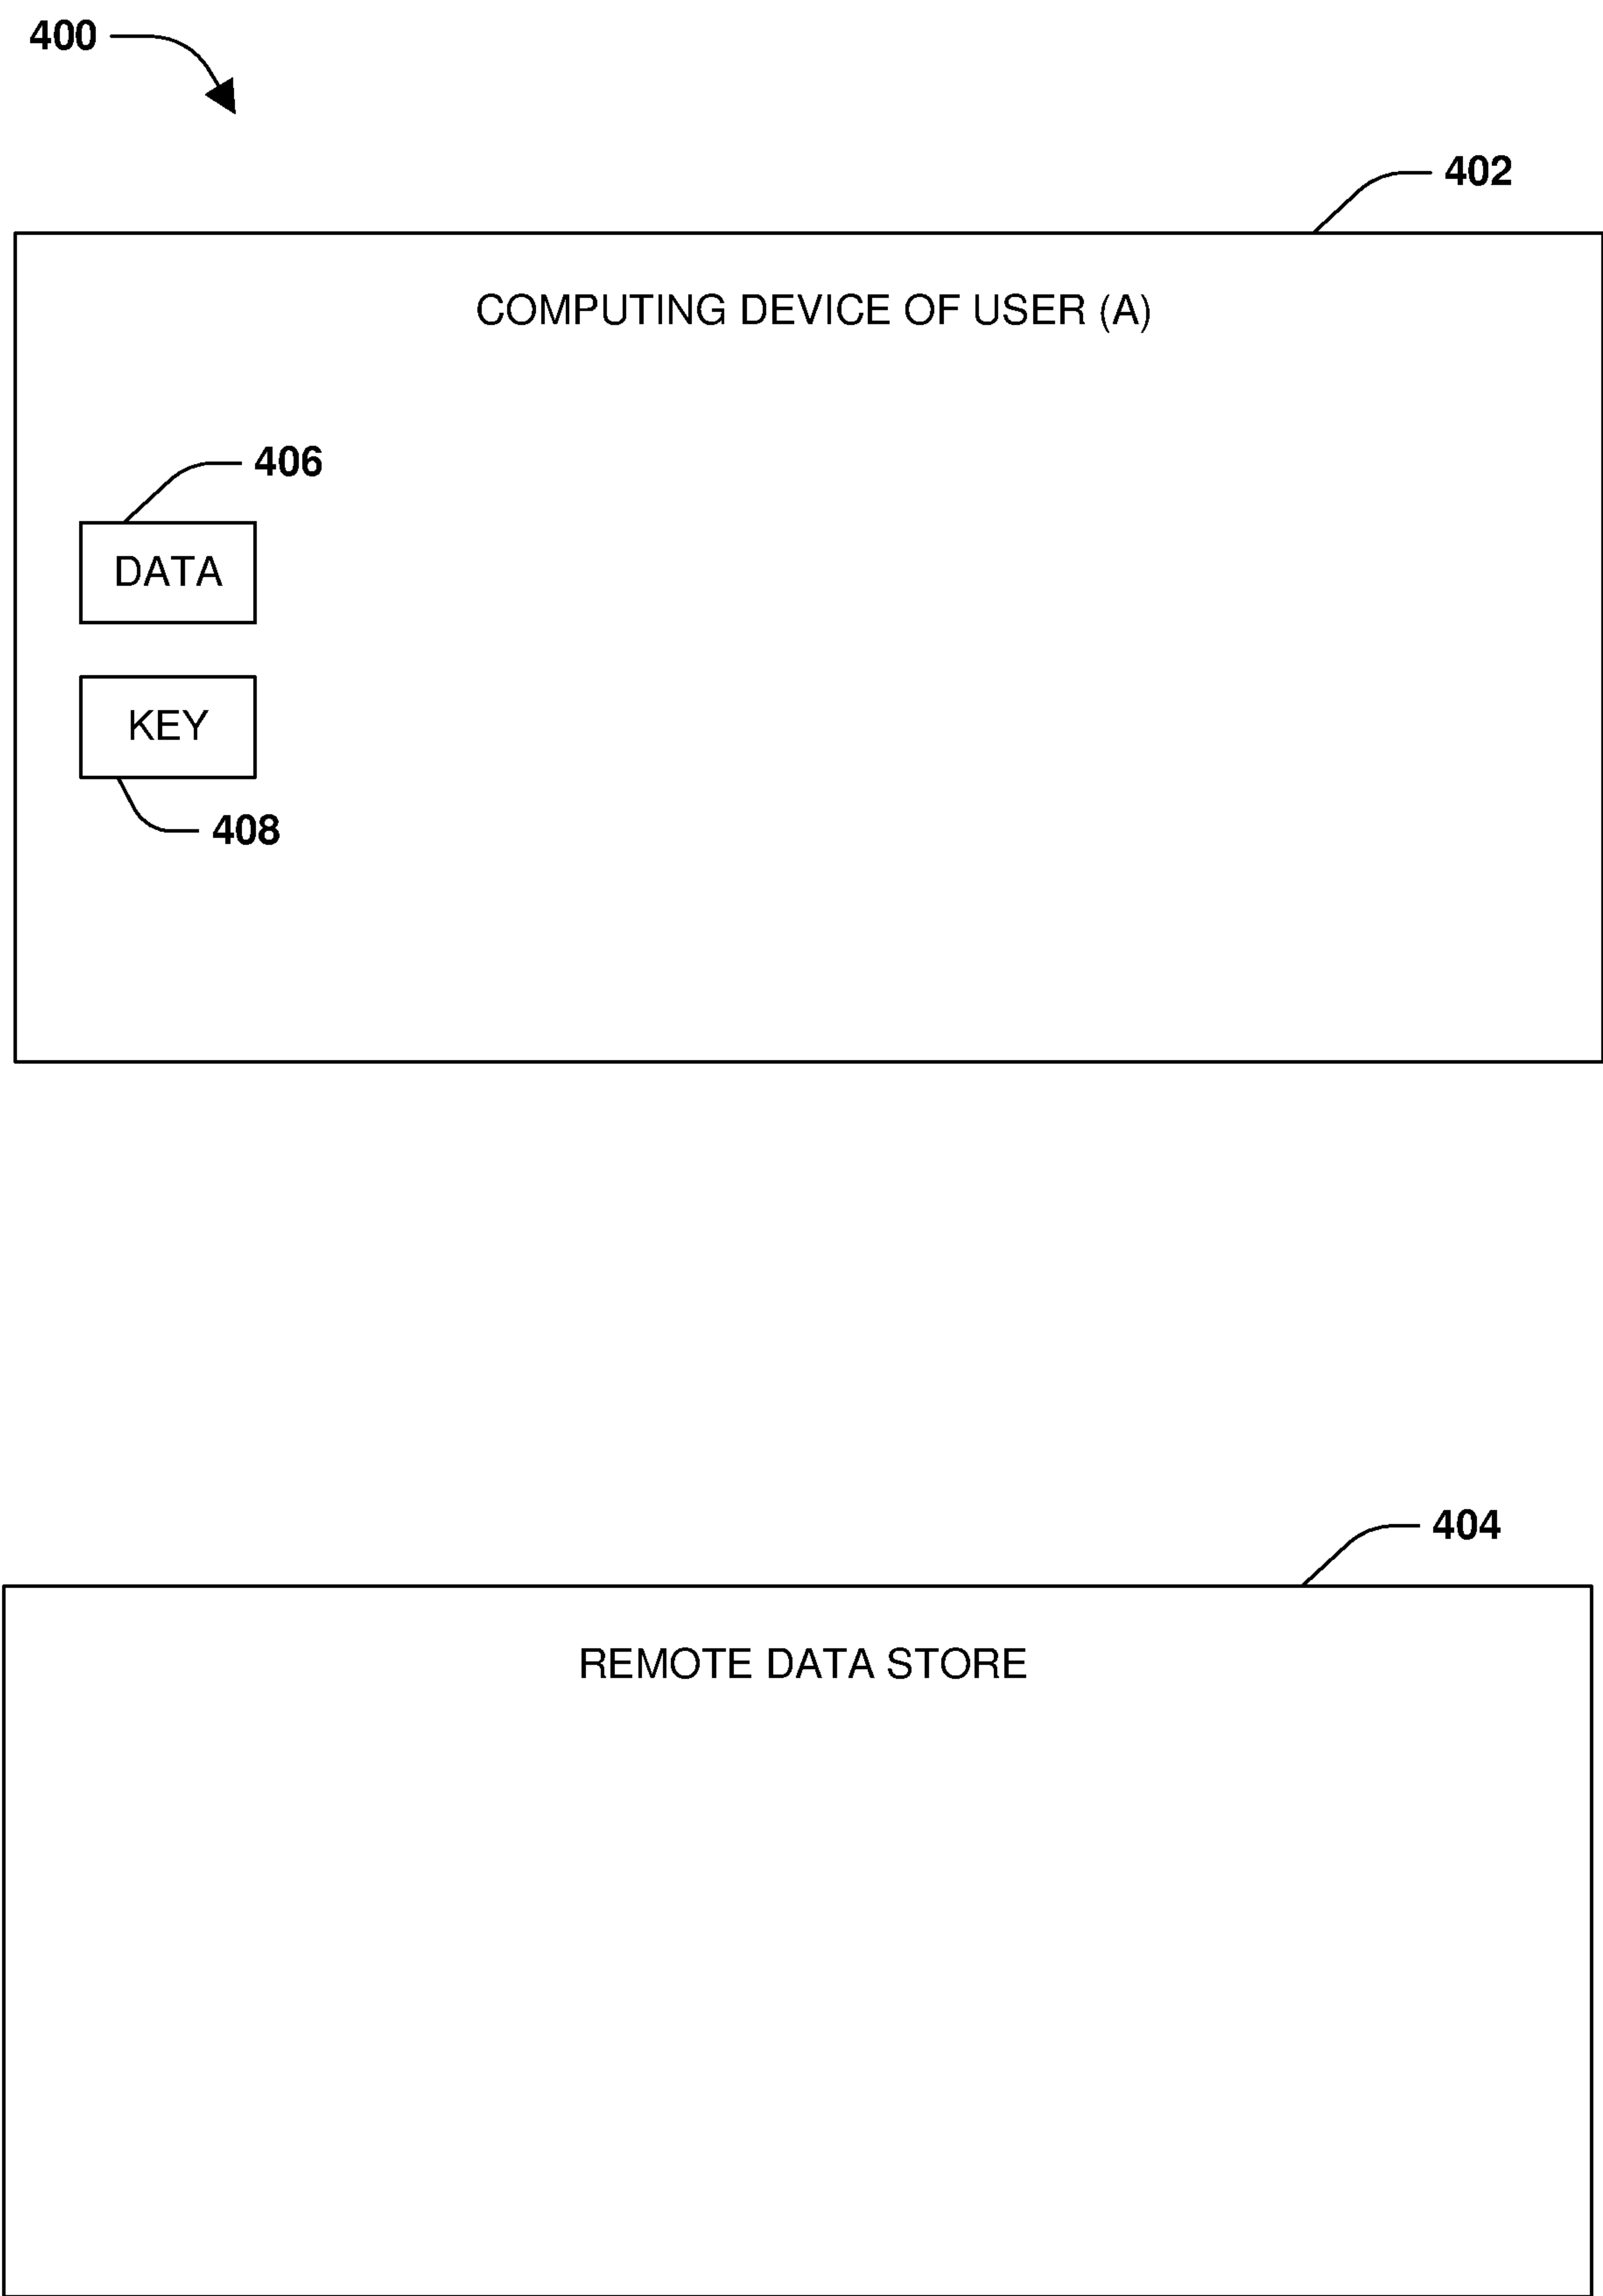 400
402
COMPUTING DEVICE OF USER (A)
406
DATA
KEY
408
404
REMOTE DATA STORE